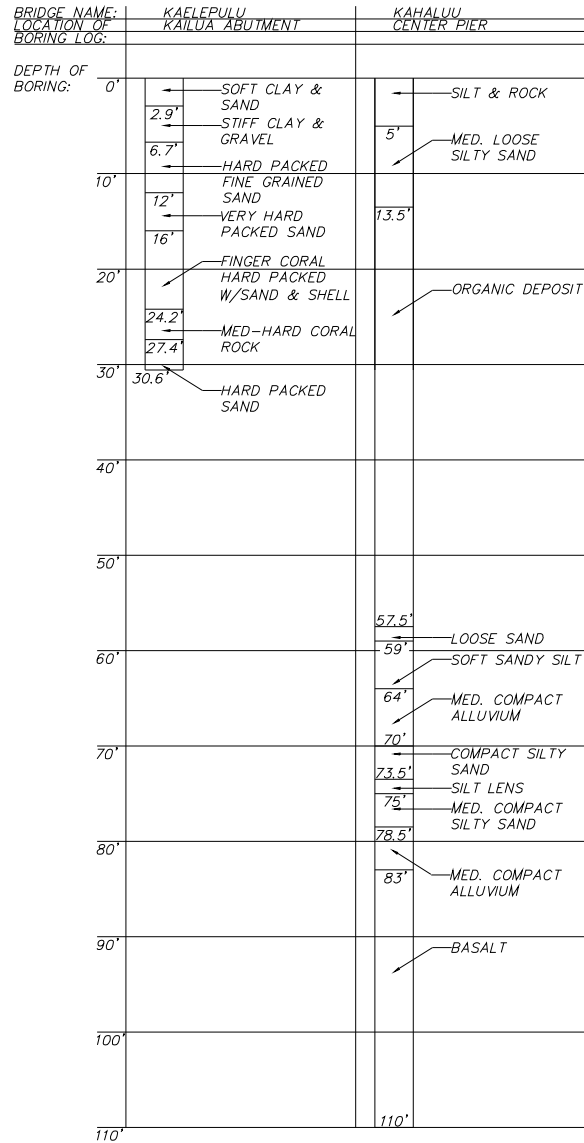 BRIDGE NAME: KAELEPULU KAHALUU
LOCATION OF KAILUA ABUTMENT CENTER PIER
BORING LOG:
DEPTH OF
BORING: 0'
SOFT CLAY &
SAND
2.9'
STIFF CLAY &
GRAVEL
6.7'
HARD PACKED
FINE GRAINED
SAND
12'
VERY HARD
PACKED SAND
16'
FINGER CORAL
HARD PACKED
W/SAND & SHELL
24.2'
MED-HARD CORAL
ROCK
27.4'
30.6'
HARD PACKED
SAND
SILT & ROCK
5'
MED. LOOSE
SILTY SAND
13.5'
ORGANIC DEPOSIT
57.5'
LOOSE SAND
59'
SOFT SANDY SILT
64'
MED. COMPACT
ALLUVIUM
70'
COMPACT SILTY
SAND
73.5'
SILT LENS
75'
MED. COMPACT
SILTY SAND
78.5'
MED. COMPACT
ALLUVIUM
83'
BASALT
110'
10'
20'
30'
40'
50'
60'
70'
80'
90'
100'
110'